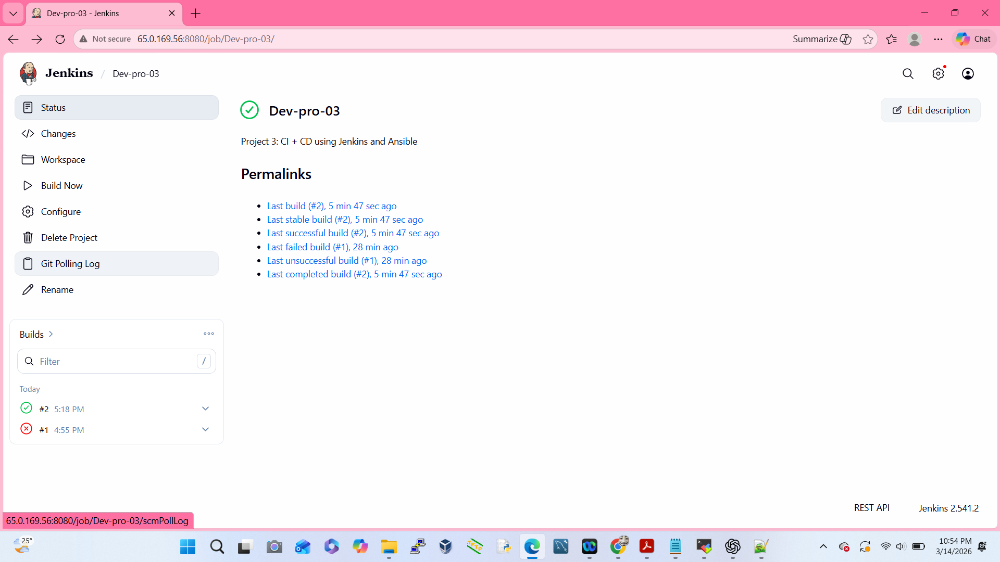 Dev-pro-03 - Jenkins
Not secure 65.0.169.56:8080/job/Dev-pro-03/
Summarize
Chat
Jenkins / Dev-pro-03
Status
Changes
Workspace
Build Now
Configure
Delete Project
Git Polling Log
Rename
Builds
Filter /
Today
#2 5:18 PM
#1 4:55 PM
Dev-pro-03
Edit description
Project 3: CI + CD using Jenkins and Ansible
Permalinks
Last build (#2), 5 min 47 sec ago
Last stable build (#2), 5 min 47 sec ago
Last successful build (#2), 5 min 47 sec ago
Last failed build (#1), 28 min ago
Last unsuccessful build (#1), 28 min ago
Last completed build (#2), 5 min 47 sec ago
REST API
Jenkins 2.541.2
65.0.169.56:8080/job/Dev-pro-03/scmPollLog
25°
TFTP
10:54 PM
3/14/2026